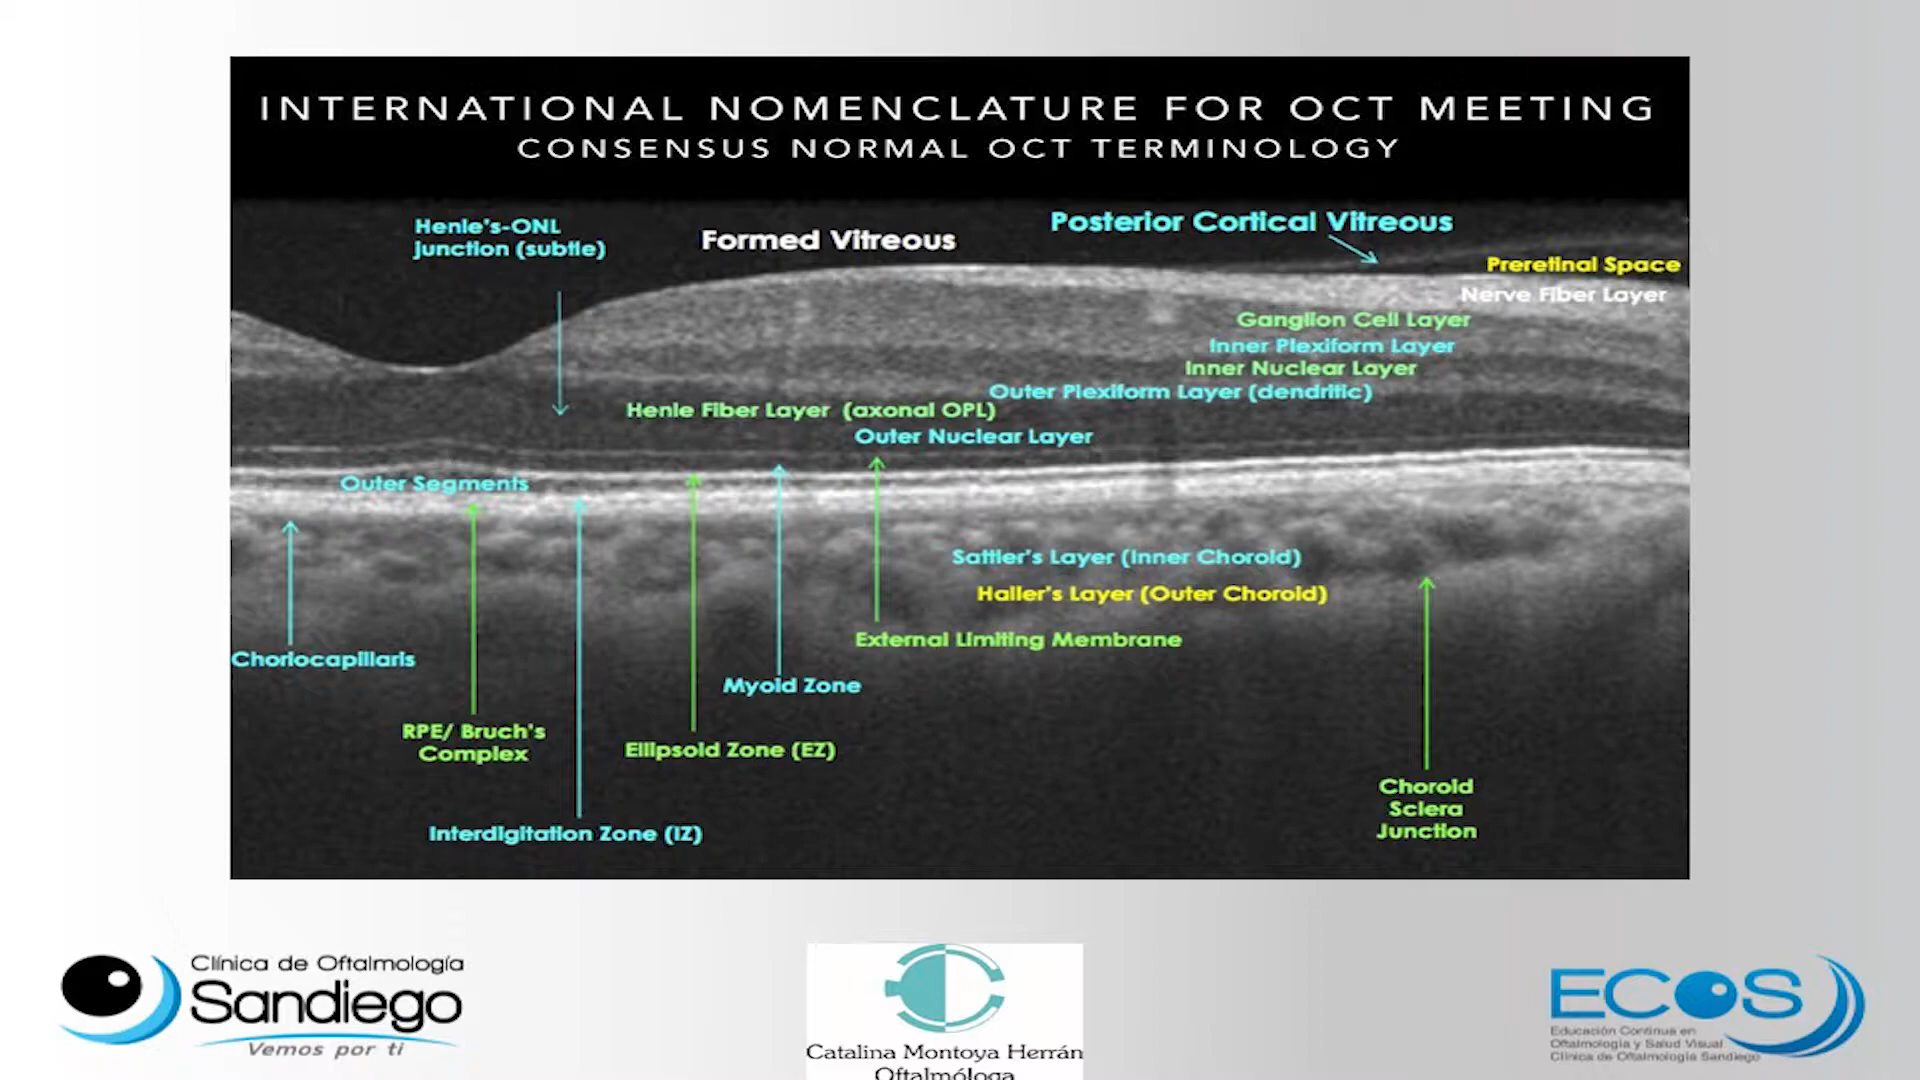 INTERNATIONAL NOMENCLATURE FOR OCT MEETING
CONSENSUS NORMAL OCT TERMINOLOGY
Henle's-ONL
junction (subtle)
Formed Vitreous
Posterior Cortical Vitreous
Preretinal Space
Nerve Fiber Layer
Ganglion Cell Layer
Inner Plexiform Layer
Inner Nuclear Layer
Outer Plexiform Layer (dendritic)
Henle Fiber Layer (axonal OPL)
Outer Nuclear Layer
Outer Segments
Sattler's Layer (Inner Choroid)
Haller's Layer (Outer Choroid)
External Limiting Membrane
Choriocapillaris
Myoid Zone
RPE/ Bruch's
Complex
Ellipsoid Zone (EZ)
Interdigitation Zone (IZ)
Choroid
Sclera
Junction
Clínica de Oftalmología
Sandiego
Vemos por ti
Catalina Montoya Herrán
Oftalmóloga
ECOS
Educación Continua en
Oftalmología y Salud Visual
Clínica de Oftalmología Sandiego